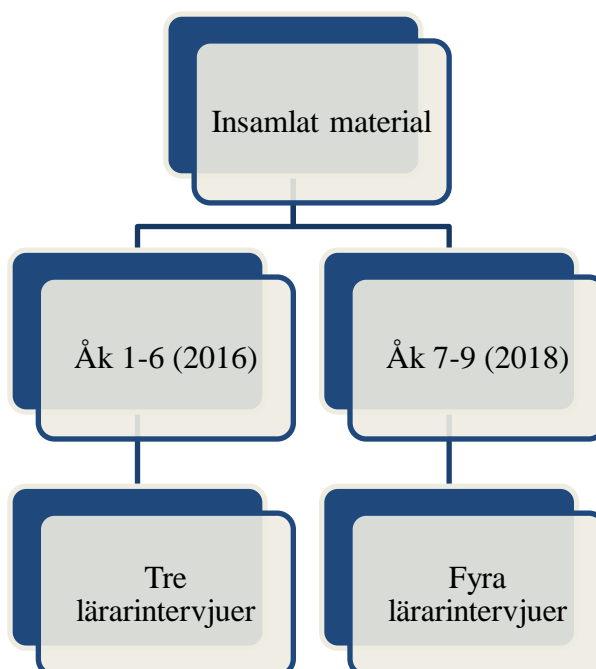 Insamlat material
Åk 1-6 (2016)
Åk 7-9 (2018)
Tre
lärarintervjuer
Fyra
lärarintervjuer